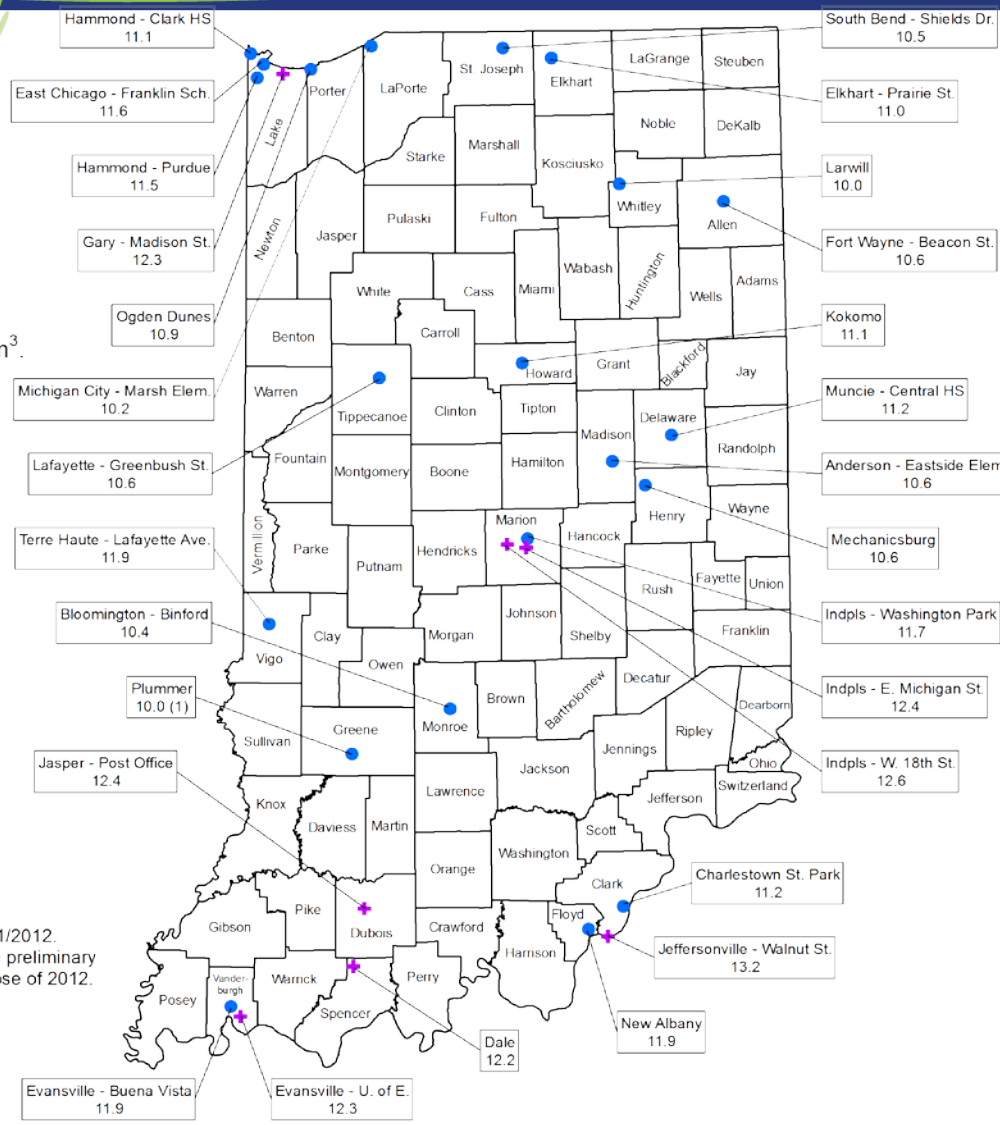 Hammond - Clark HS
11.1
South Bend - Shields Dr.
10.5
East Chicago - Franklin Sch.
11.6
Elkhart - Prairie St.
11.0
Hammond - Purdue
11.5
Larwill
10.0
Gary - Madison St.
12.3
Fort Wayne - Beacon St.
10.6
Ogden Dunes
10.9
Kokomo
11.1
Michigan City - Marsh Elem.
10.2
Muncie - Central HS
11.2
Lafayette - Greenbush St.
10.6
Anderson - Eastside Elem
10.6
Terre Haute - Lafayette Ave.
11.9
Mechanicsburg
10.6
Bloomington - Binford
10.4
Indpls - Washington Park
11.7
Plummer
10.0 (1)
Indpls - E. Michigan St.
12.4
Jasper - Post Office
12.4
Indpls - W. 18th St.
12.6
Charlestown St. Park
11.2
Jeffersonville - Walnut St.
13.2
New Albany
11.9
Dale
12.2
Evansville - Buena Vista
11.9
Evansville - U. of E.
12.3
³.
1/2012.
preliminary
ose of 2012.
Lake
Porter
LaPorte
St Joseph
Elkhart
LaGrange
Steuben
Noble
DeKalb
Starke
Marshall
Kosciusko
Whitley
Allen
Newton
Jasper
Pulaski
Fulton
Wabash
Huntington
Wells
Adams
White
Cass
Miami
Benton
Carroll
Howard
Grant
Blackford
Jay
Warren
Tippecanoe
Clinton
Tipton
Madison
Delaware
Randolph
Fountain
Montgomery
Boone
Hamilton
Henry
Wayne
Vermillion
Parke
Putnam
Hendricks
Marion
Hancock
Rush
Fayette
Union
Vigo
Clay
Owen
Morgan
Johnson
Shelby
Franklin
Decatur
Sullivan
Greene
Monroe
Brown
Bartholomew
Jennings
Ripley
Dearborn
Ohio
Switzerland
Knox
Daviess
Martin
Lawrence
Jackson
Jefferson
Scott
Washington
Orange
Clark
Floyd
Gibson
Pike
Dubois
Crawford
Harrison
Posey
Vander-
burgh
Warrick
Spencer
Perry